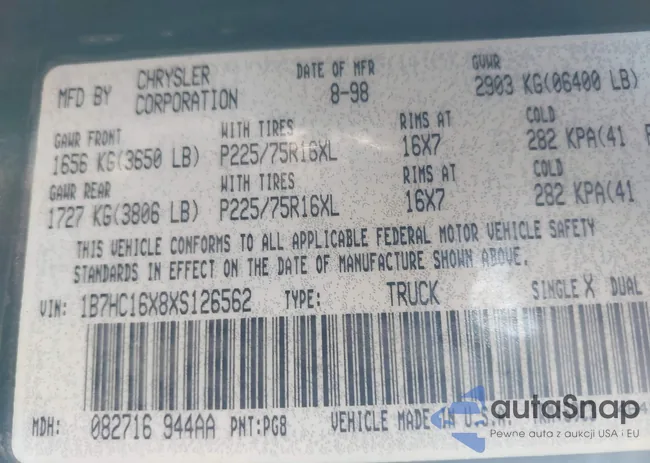 MFD BY CHRYSLER CORPORATION DATE OF MFR 8-98 GVWR 2903 KG(06400 LB)
GAWR FRONT WITH TIRES RIMS AT COLD
1656 KG(3650 LB) P225/75R16XL 16X7 282 KPA(41
GAWR REAR WITH TIRES RIMS AT COLD
1727 KG(3806 LB) P225/75R16XL 16X7 282 KPA(41
THIS VEHICLE CONFORMS TO ALL APPLICABLE FEDERAL MOTOR VEHICLE SAFETY
STANDARDS IN EFFECT ON THE DATE OF MANUFACTURE SHOWN ABOVE.
VIN: 1B7HC16X8XS126562 TYPE: TRUCK SINGLE X DUAL
MDH: 082716 944AA PNT:PG8 VEHICLE MADE IN U.S.A.
autaSnap
Pewne auta z aukcji USA i EU